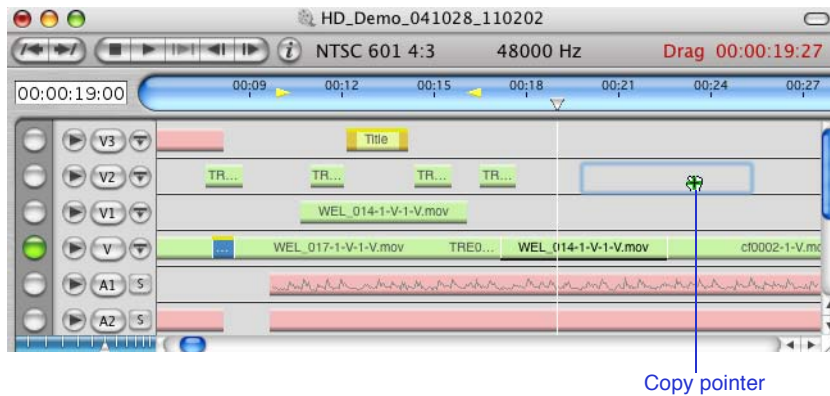 HD_Demo_041028_110202
NTSC 601 4:3 48000 Hz Drag 00:00:19:27
00:00:19:00 00:09 00:12 00:15 00:18 00:21 00:24 00:27
V3 Title
V2 TR... TR... TR... TR...
V1 WEL_014-1-V-1-V.mov
V ... WEL_017-1-V-1-V.mov TRE0... WEL_014-1-V-1-V.mov cf0002-1-V.mo
A1 S
A2 S
Copy pointer